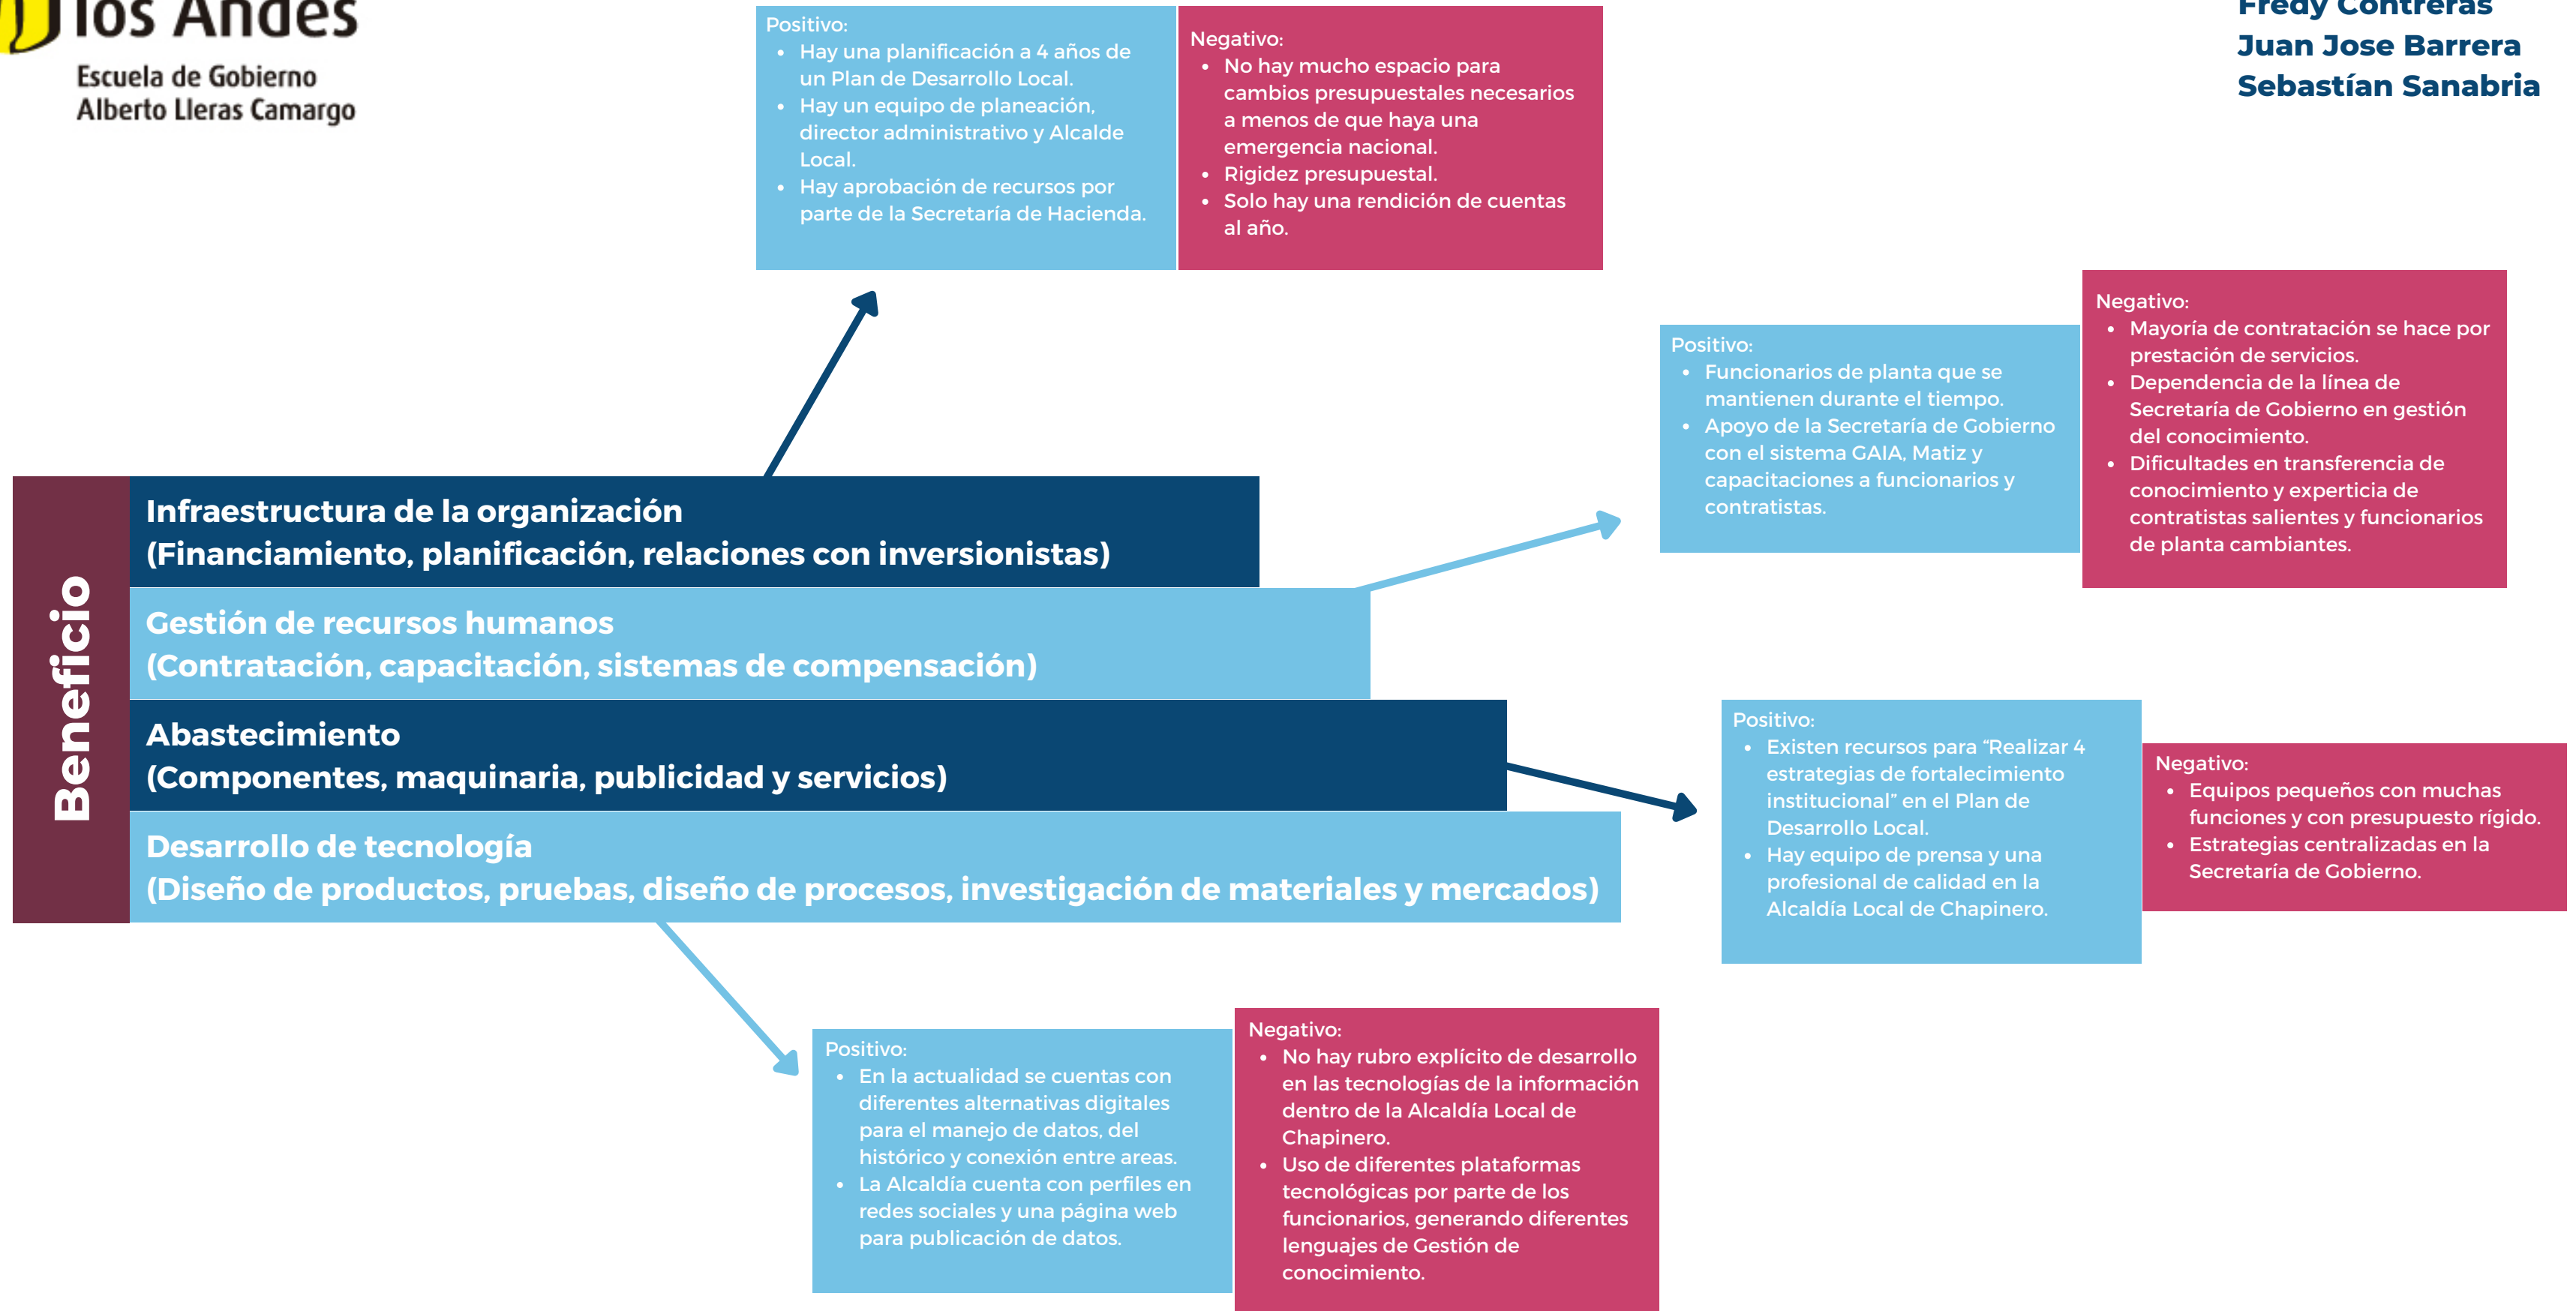 los Andes
Escuela de Gobierno
Alberto Lleras Camargo
Fredy Contreras
Juan Jose Barrera
Sebastían Sanabria
Positivo:
• Hay una planificación a 4 años de
un Plan de Desarrollo Local.
• Hay un equipo de planeación,
director administrativo y Alcalde
Local.
• Hay aprobación de recursos por
parte de la Secretaría de Hacienda.
Negativo:
• No hay mucho espacio para
cambios presupuestales necesarios
a menos de que haya una
emergencia nacional.
• Rigidez presupuestal.
• Solo hay una rendición de cuentas
al año.
Positivo:
• Funcionarios de planta que se
mantienen durante el tiempo.
• Apoyo de la Secretaría de Gobierno
con el sistema GAIA, Matiz y
capacitaciones a funcionarios y
contratistas.
Negativo:
• Mayoría de contratación se hace por
prestación de servicios.
• Dependencia de la línea de
Secretaría de Gobierno en gestión
del conocimiento.
• Dificultades en transferencia de
conocimiento y experticia de
contratistas salientes y funcionarios
de planta cambiantes.
Beneficio
Infraestructura de la organización
(Financiamiento, planificación, relaciones con inversionistas)
Gestión de recursos humanos
(Contratación, capacitación, sistemas de compensación)
Abastecimiento
(Componentes, maquinaria, publicidad y servicios)
Desarrollo de tecnología
(Diseño de productos, pruebas, diseño de procesos, investigación de materiales y mercados)
Positivo:
• Existen recursos para “Realizar 4
estrategias de fortalecimiento
institucional” en el Plan de
Desarrollo Local.
• Hay equipo de prensa y una
profesional de calidad en la
Alcaldía Local de Chapinero.
Negativo:
• Equipos pequeños con muchas
funciones y con presupuesto rígido.
• Estrategias centralizadas en la
Secretaría de Gobierno.
Positivo:
• En la actualidad se cuentas con
diferentes alternativas digitales
para el manejo de datos, del
histórico y conexión entre areas.
• La Alcaldía cuenta con perfiles en
redes sociales y una página web
para publicación de datos.
Negativo:
• No hay rubro explícito de desarrollo
en las tecnologías de la información
dentro de la Alcaldía Local de
Chapinero.
• Uso de diferentes plataformas
tecnológicas por parte de los
funcionarios, generando diferentes
lenguajes de Gestión de
conocimiento.